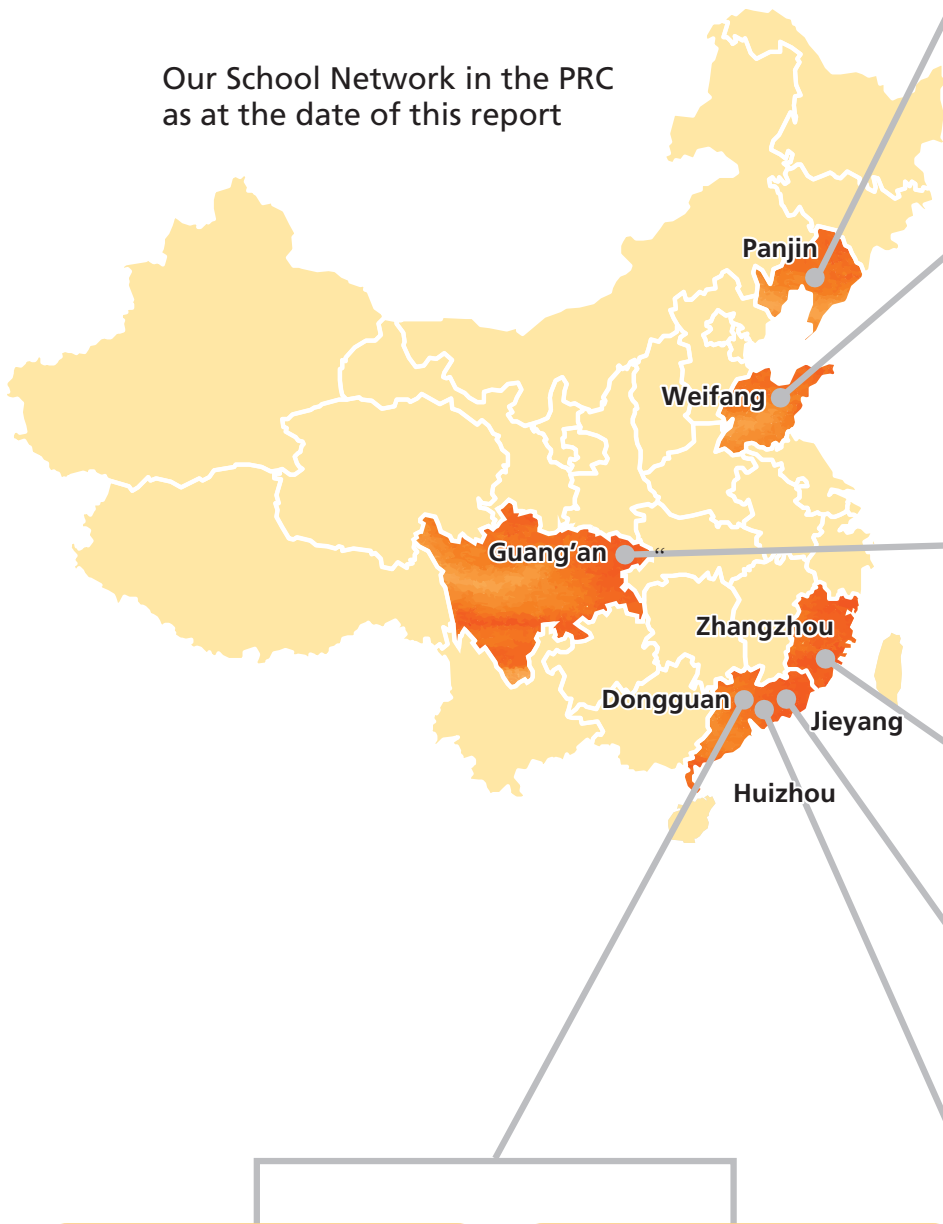 Our School Network in the PRC
as at the date of this report
Panjin
Weifang
Guang’an
“
Zhangzhou
Dongguan
Jieyang
Huizhou